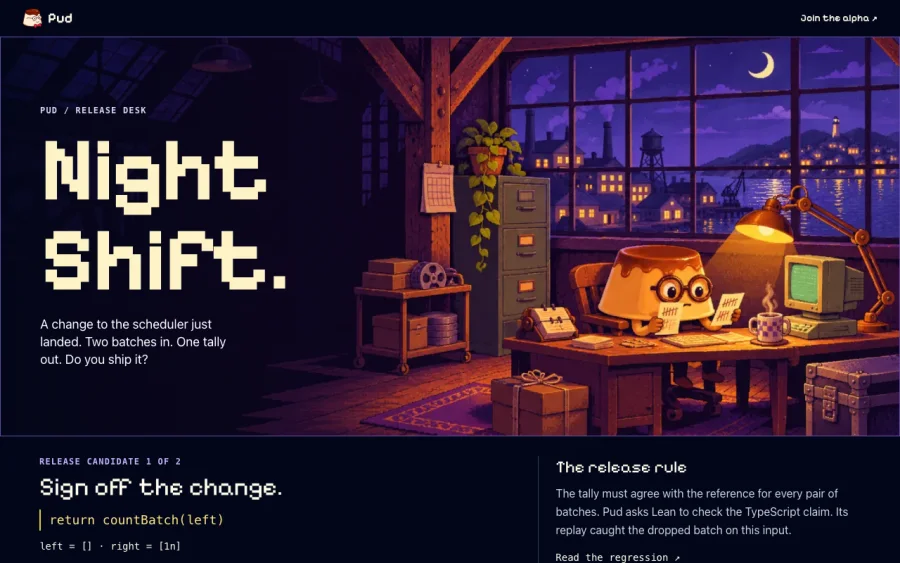 Pud
Join the alpha ↗
PUD / RELEASE DESK
Night
Shift.
A change to the scheduler just
landed. Two batches in. One tally
out. Do you ship it?
RELEASE CANDIDATE 1 OF 2
Sign off the change.
return countBatch(left)
left = [] · right = [1n]
The release rule
The tally must agree with the reference for every pair of
batches. Pud asks Lean to check the TypeScript claim. Its
replay caught the dropped batch on this input.
Read the regression ↗